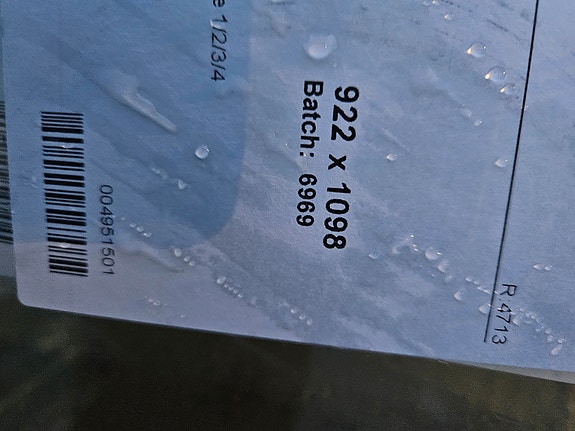 R.4713
922 x 1098
Batch: 6969
e 1/2/3/4
004951501